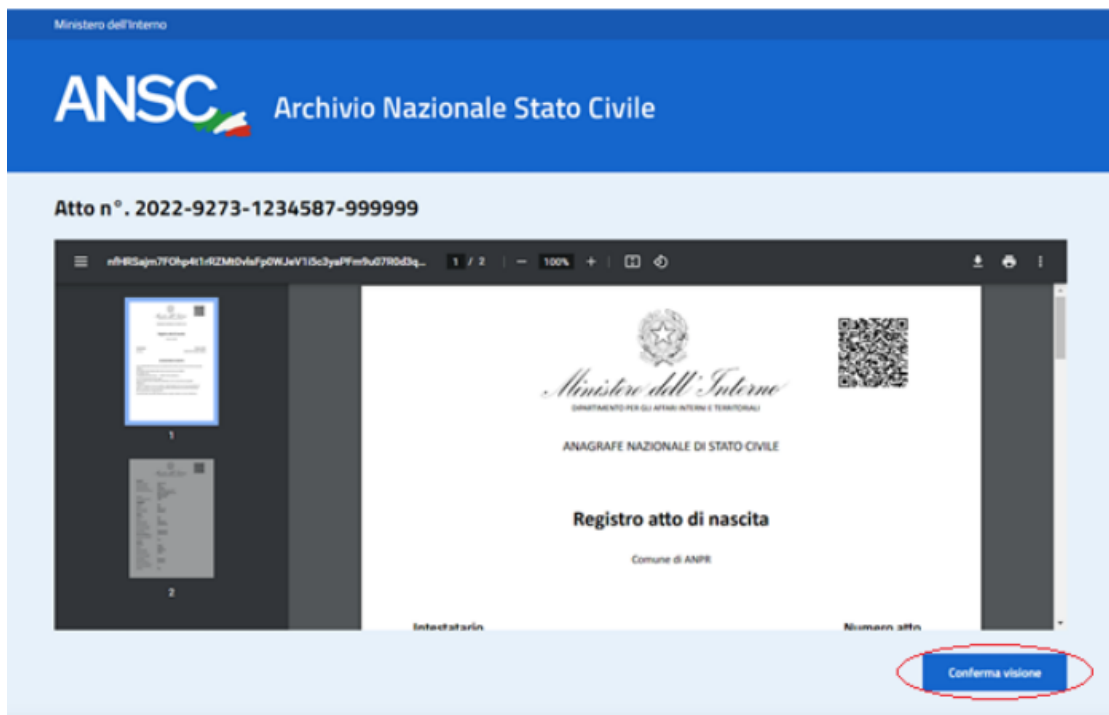 Ministero dell'Interno
ANSC Archivio Nazionale Stato Civile
Atto n°. 2022-9273-1234587-999999
1 / 2 | − 100% + |
Ministero dell'Interno
DIPARTIMENTO PER GLI AFFARI INTERNI E TERRITORIALI
ANAGRAFE NAZIONALE DI STATO CIVILE
Registro atto di nascita
Comune di ANPR
1
2
Intestatario Numero atto
Conferma visione